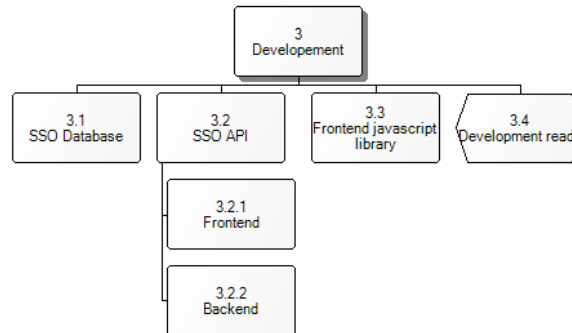 3
Developement
3.1
SSO Database
3.2
SSO API
3.3
Frontend javascript
library
3.4
Development read
3.2.1
Frontend
3.2.2
Backend